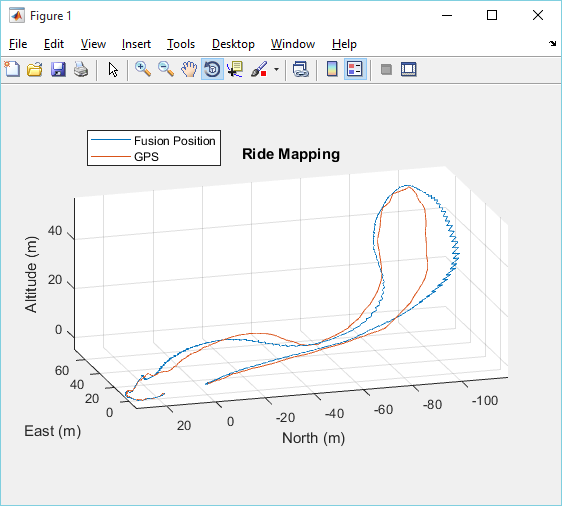 Figure 1
File Edit View Insert Tools Desktop Window Help
Fusion Position
GPS
Ride Mapping
Altitude (m)
40
20
0
60
40
20
0
East (m)
20
0
-20
-40
-60
-80
-100
North (m)